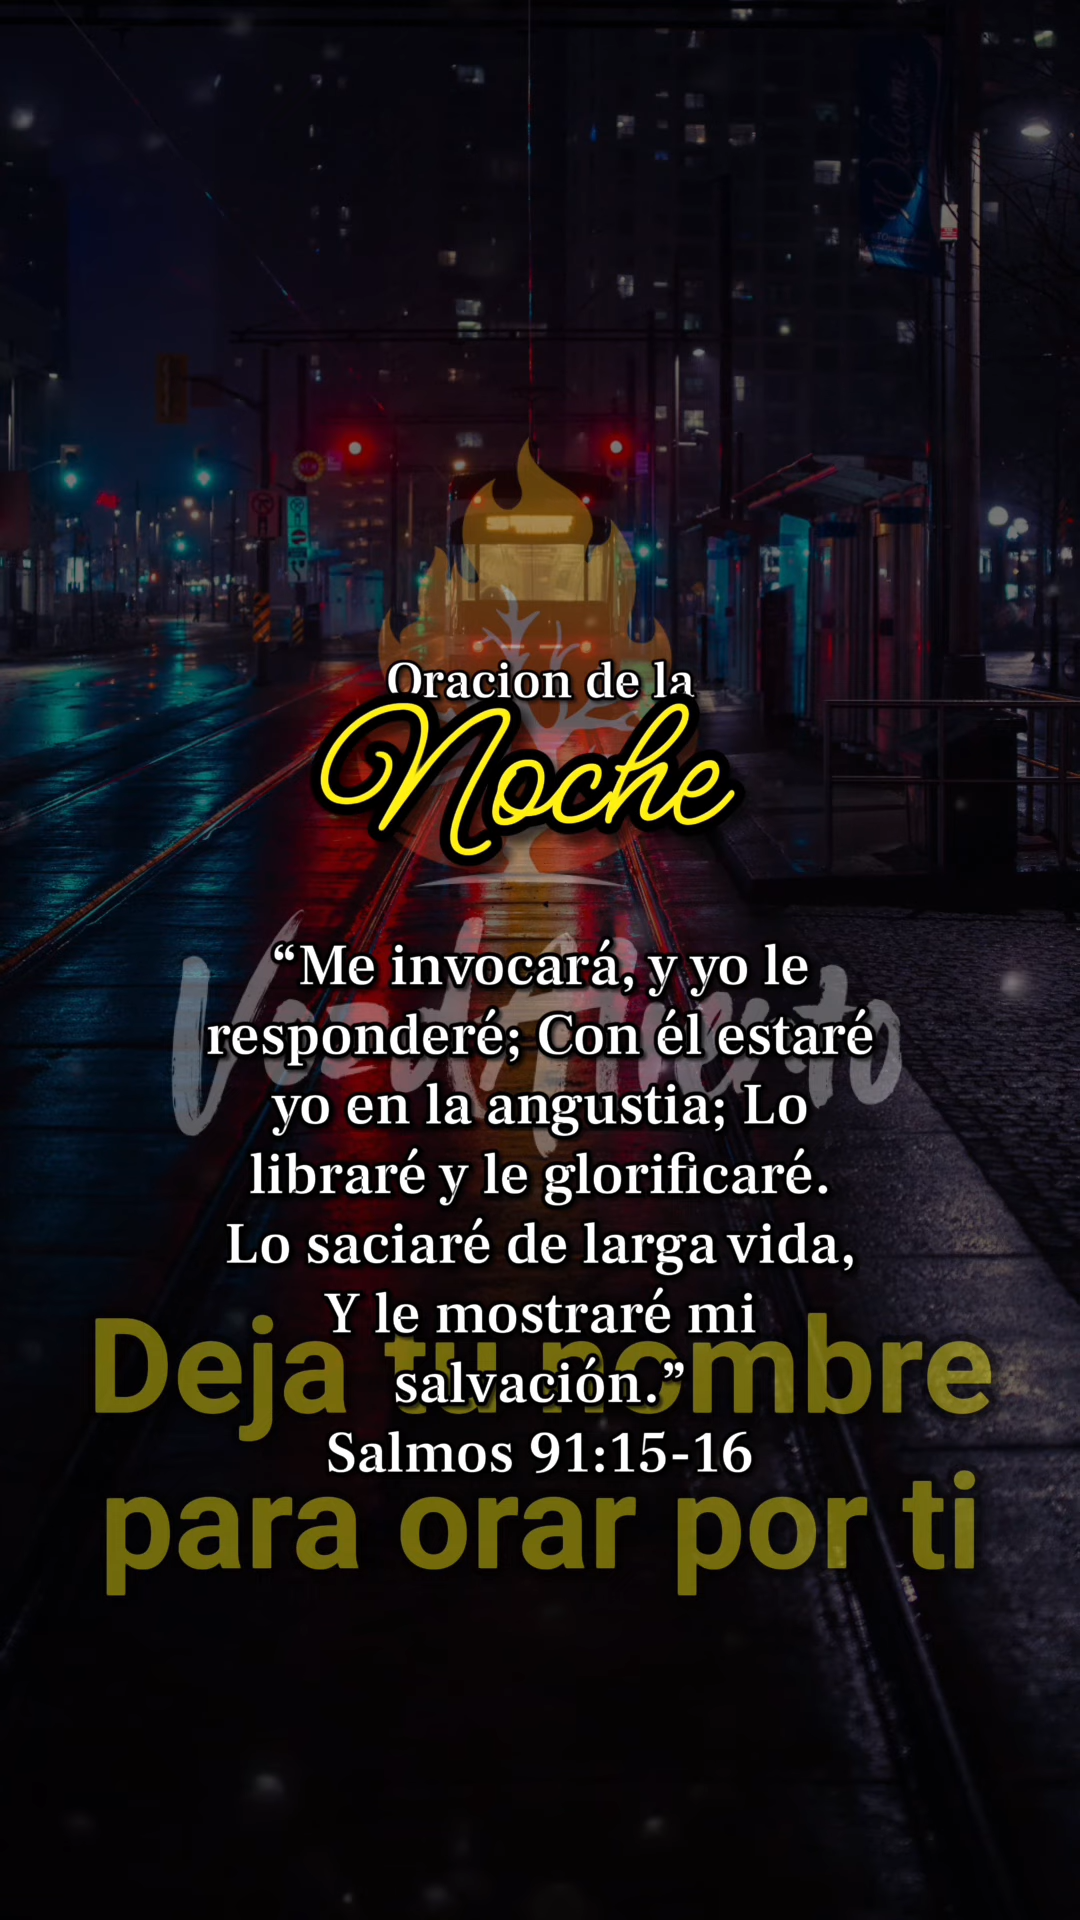 Welcome
Oracion de la
Noche
VozdAlierto
“Me invocará, y yo le
responderé; Con él estaré
yo en la angustia; Lo
libraré y le glorificaré.
Lo saciaré de larga vida,
Y le mostraré mi
salvación.”
Salmos 91:15-16
Deja tu nombre
para orar por ti